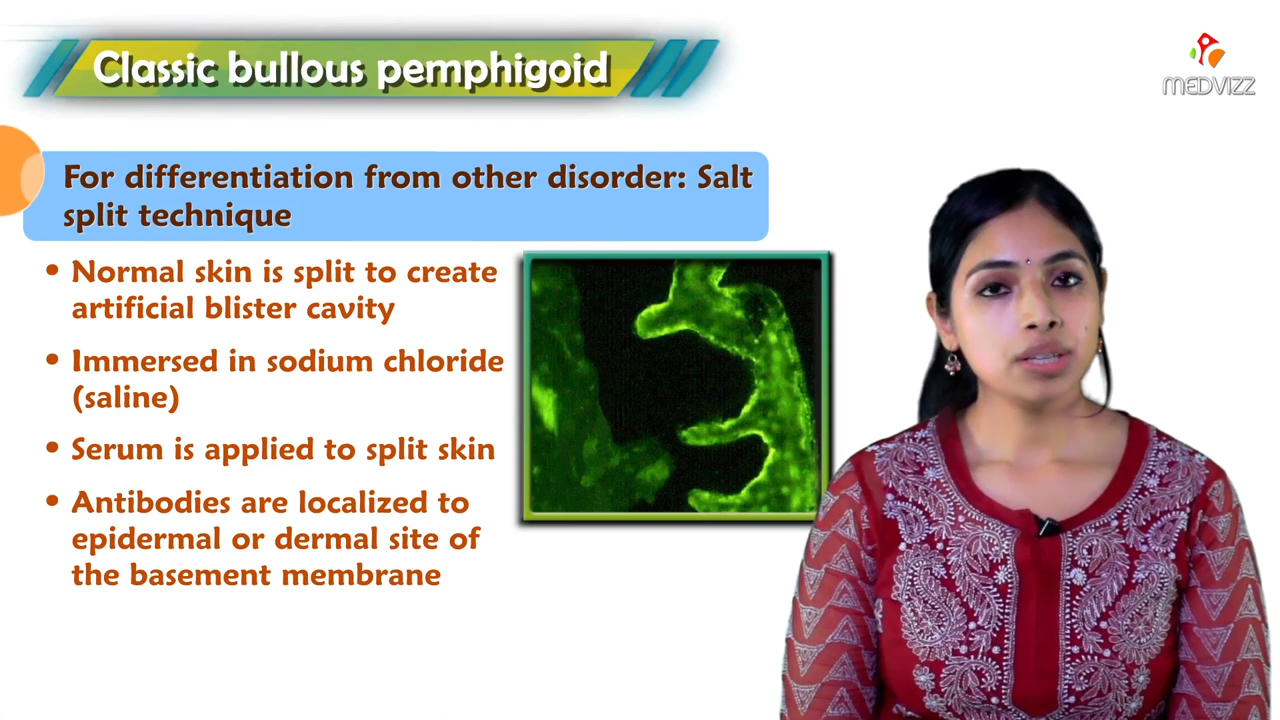 Classic bullous pemphigoid
MEDVIZZ
For differentiation from other disorder: Salt
split technique
• Normal skin is split to create
artificial blister cavity
• Immersed in sodium chloride
(saline)
• Serum is applied to split skin
• Antibodies are localized to
epidermal or dermal site of
the basement membrane